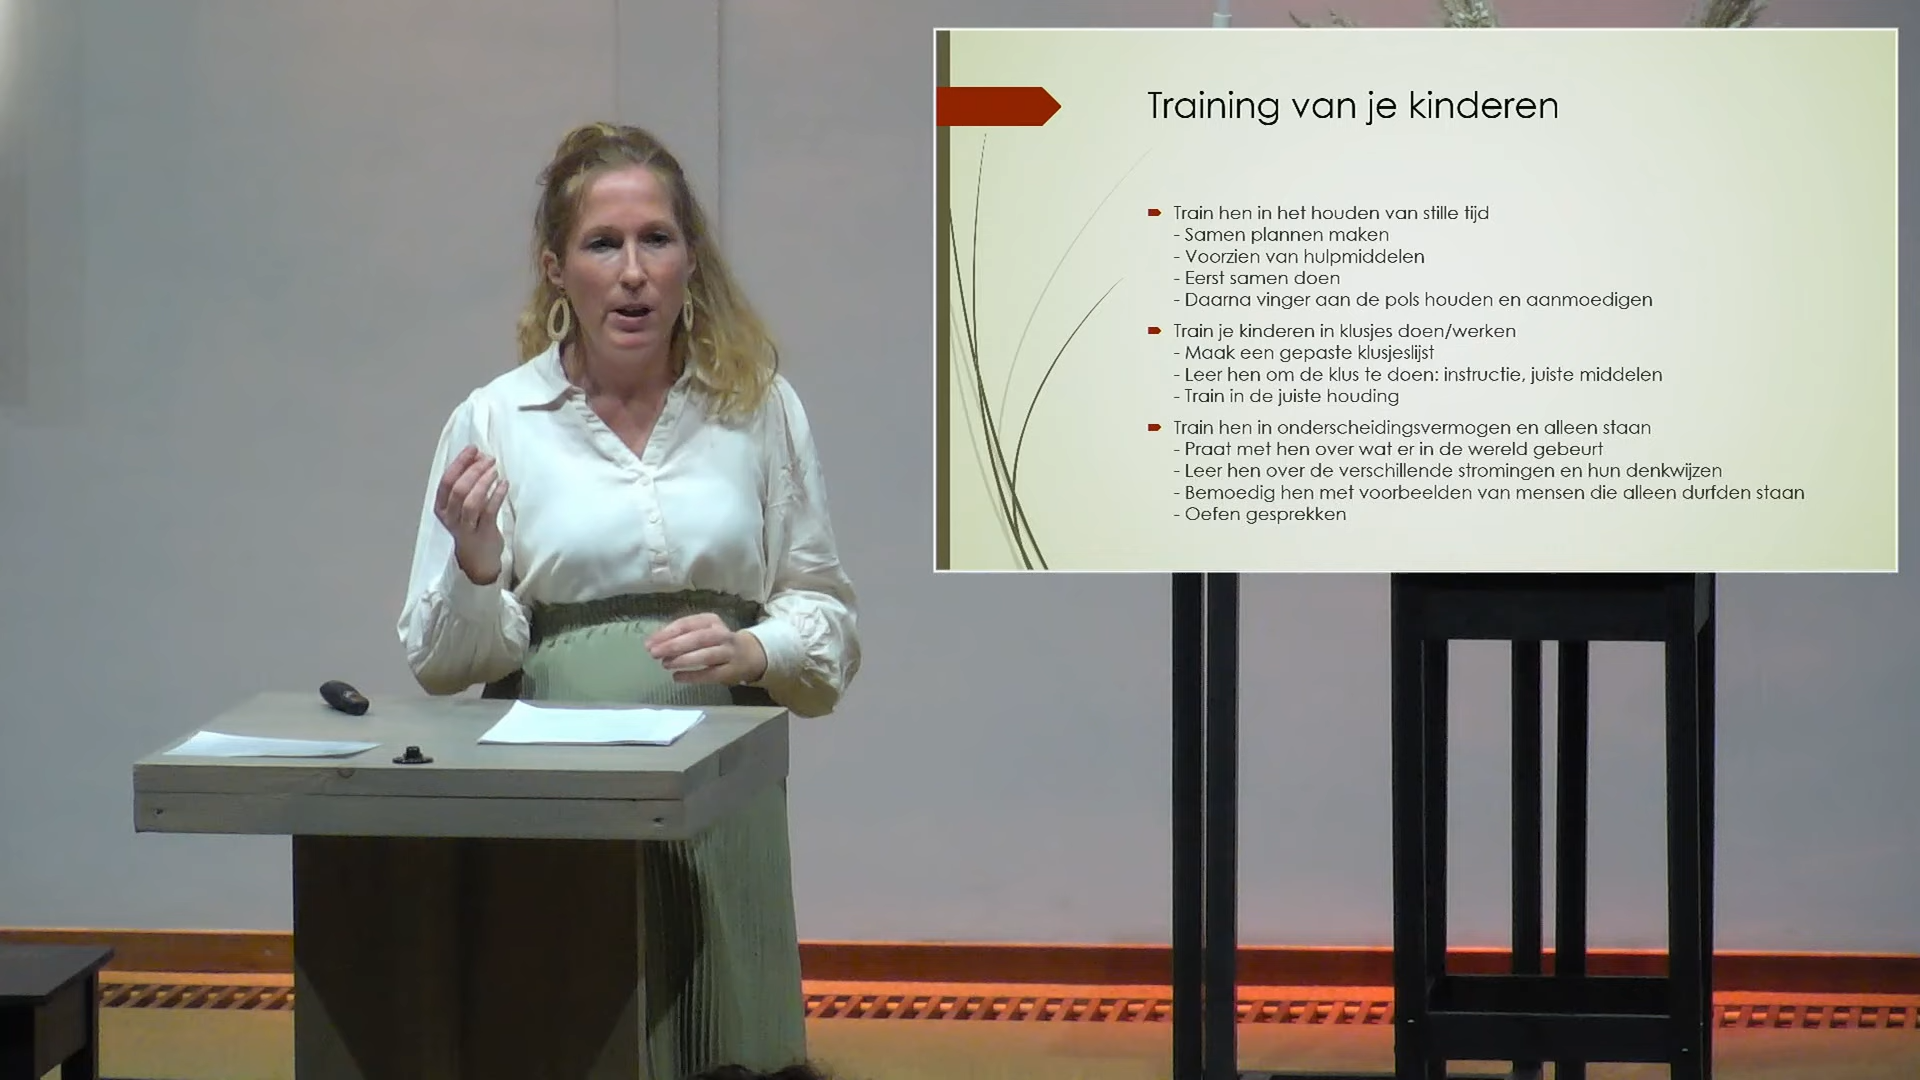 Training van je kinderen
Train hen in het houden van stille tijd
- Samen plannen maken
- Voorzien van hulpmiddelen
- Eerst samen doen
- Daarna vinger aan de pols houden en aanmoedigen
Train je kinderen in klusjes doen/werken
- Maak een gepaste klusjeslijst
- Leer hen om de klus te doen: instructie, juiste middelen
- Train in de juiste houding
Train hen in onderscheidingsvermogen en alleen staan
- Praat met hen over wat er in de wereld gebeurt
- Leer hen over de verschillende stromingen en hun denkwijzen
- Bemoedig hen met voorbeelden van mensen die alleen durfden staan
- Oefen gesprekken